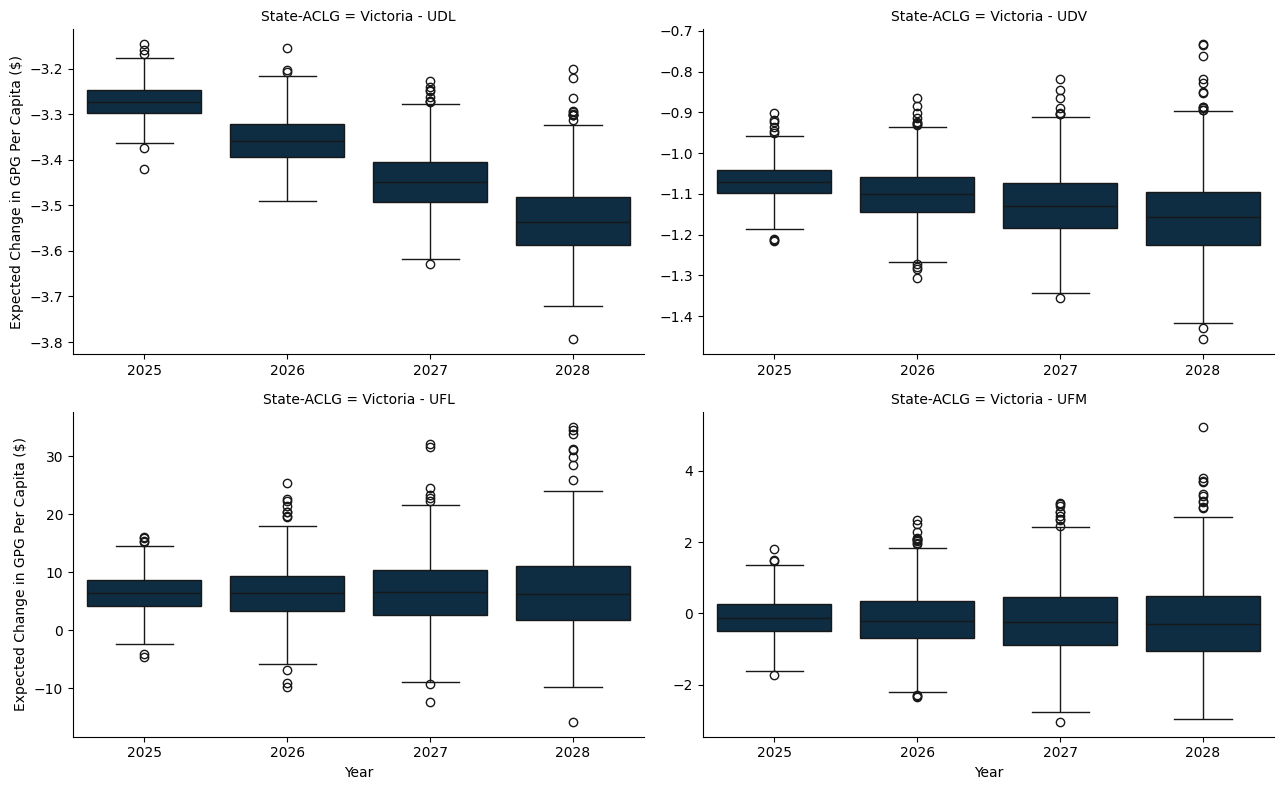 State-ACLG = Victoria - UDL
Expected Change in GPG Per Capita ($)
−3.2
−3.3
−3.4
−3.5
−3.6
−3.7
−3.8
2025 2026 2027 2028
State-ACLG = Victoria - UDV
−0.7
−0.8
−0.9
−1.0
−1.1
−1.2
−1.3
−1.4
2025 2026 2027 2028
State-ACLG = Victoria - UFL
Expected Change in GPG Per Capita ($)
30
20
10
0
−10
2025 2026 2027 2028
Year
State-ACLG = Victoria - UFM
4
2
0
−2
2025 2026 2027 2028
Year